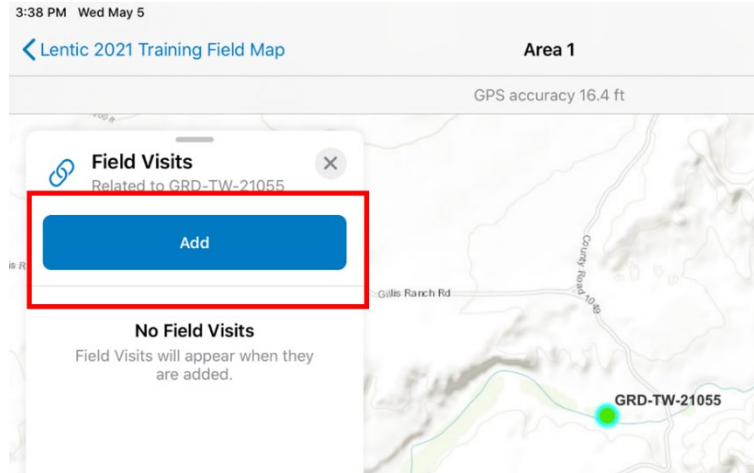 3:38 PM Wed May 5
Lentic 2021 Training Field Map
Area 1
GPS accuracy 16.4 ft
Field Visits
Related to GRD-TW-21055
Add
No Field Visits
Field Visits will appear when they
are added.
Gillis Ranch Rd
County Road 1049
GRD-TW-21055